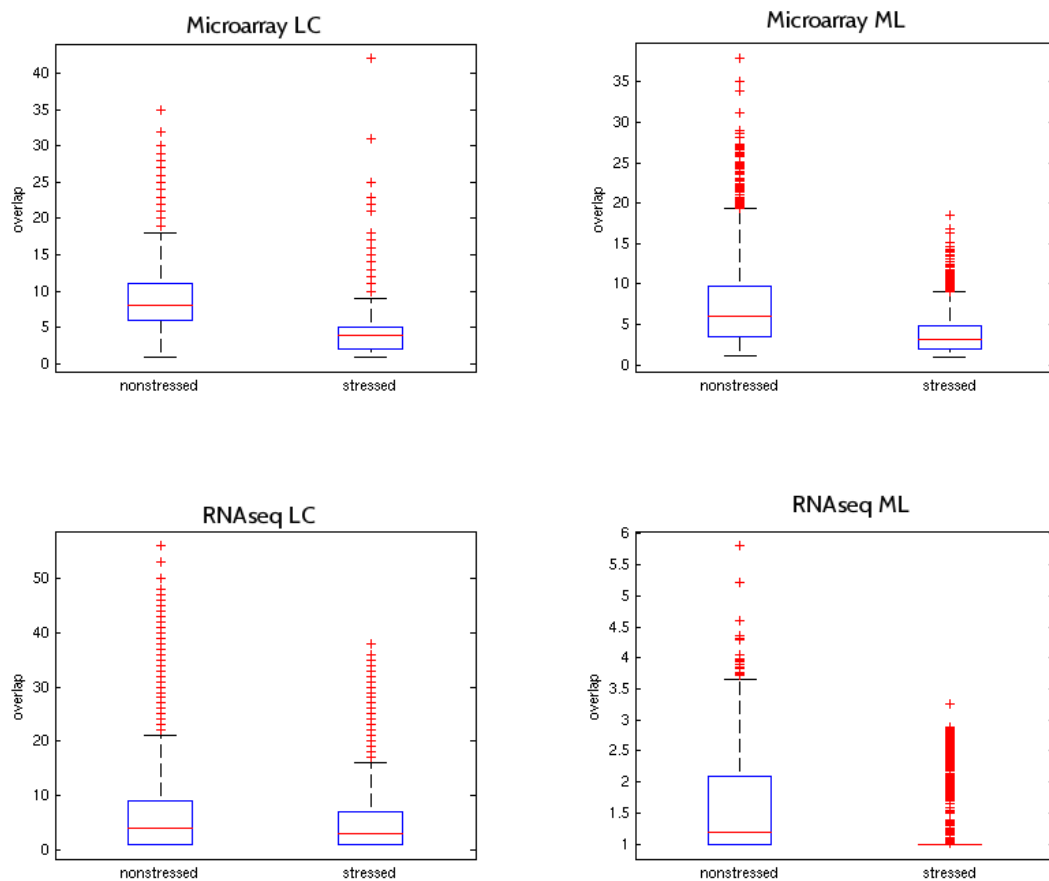 Microarray LC
40
35
30
25
20
15
10
5
0
overlap
nonstressed
stressed
Microarray ML
35
30
25
20
15
10
5
0
overlap
nonstressed
stressed
RNAseq LC
50
40
30
20
10
0
overlap
nonstressed
stressed
RNAseq ML
6
5.5
5
4.5
4
3.5
3
2.5
2
1.5
1
overlap
nonstressed
stressed